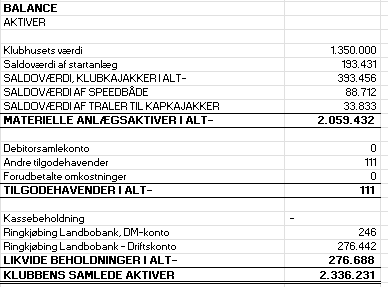 BALANCE
AKTIVER
Klubhusets værdi 1.350.000
Saldoværdi af startanlæg 193.431
SALDOVÆRDI, KLUBKAJAKKER I ALT- 393.456
SALDOVÆRDI AF SPEEDBÅDE 88.712
SALDOVÆRDI AF TRALER TIL KAPKAJAKKER 33.833
MATERIELLE ANLÆGSAKTIVER I ALT- 2.059.432
Debitorsamlekonto 0
Andre tilgodehavender 111
Forudbetalte omkostninger 0
TILGODEHAVENDER I ALT- 111
Kassebeholdning -
Ringkjøbing Landbobank, DM-konto 246
Ringkjøbing Landbobank - Driftskonto 276.442
LIKVIDE BEHOLDNINGER I ALT- 276.688
KLUBBENS SAMLEDE AKTIVER 2.336.231